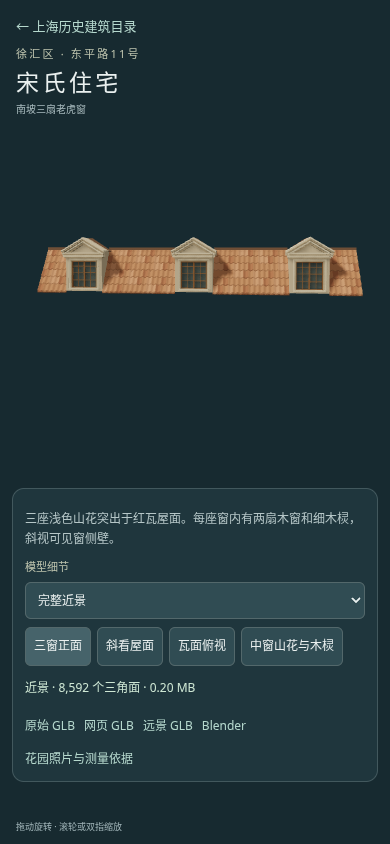 ← 上海历史建筑目录
徐汇区 · 东平路11号
宋氏住宅
南坡三扇老虎窗
三座浅色山花突出于红瓦屋面。每座窗内有两扇木窗和细木棂，
斜视可见窗侧壁。
模型细节
完整近景
三窗正面 斜看屋面 瓦面俯视 中窗山花与木棂
近景 · 8,592 个三角面 · 0.20 MB
原始 GLB 网页 GLB 远景 GLB Blender
花园照片与测量依据
拖动旋转 · 滚轮或双指缩放